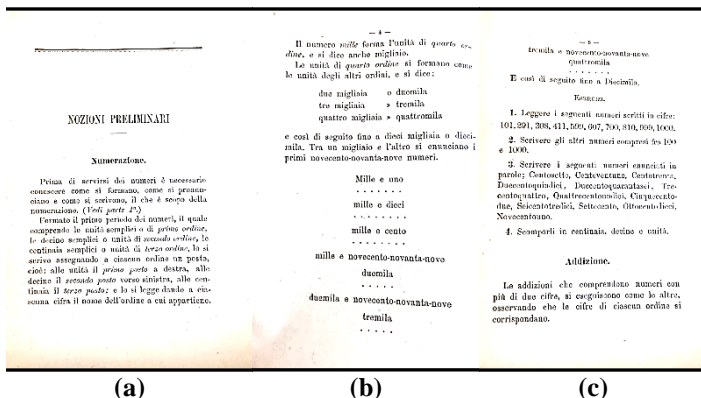 NOZIONI PRELIMINARI
Numerazione.
Prima di servirsi dei numeri è necessario
conoscere come si formano, come si pronun-
ciano e come si scrivono, il che è scopo della
numerazione. (Vedi parte 1ª.)
Formato il primo periodo dei numeri, il quale
comprende le unità semplici o di primo ordine,
le decine semplici o unità di secondo ordine, le
centinaia semplici o unità di terzo ordine, lo si
scrive assegnando a ciascun ordine un posto,
cioè: alle unità il primo posto a destra, alle
decine il secondo posto verso sinistra, alle cen-
tinaia il terzo posto; e lo si legge dando a cia-
scuna cifra il nome dell'ordine a cui appartiene.
(a)
— 4 —
Il numero mille forma l'unità di quarto or-
dine, e si dice anche migliaio.
Le unità di quarto ordine si formano come
le unità degli altri ordini, e si dice:
due migliaia o duemila
tre migliaia » tremila
quattro migliaia » quattromila
e così di seguito fino a dieci migliaia o dieci-
mila. Tra un migliaio e l'altro si enunciano i
primi novecento-novanta-nove numeri.
Mille e uno
. . . . . . .
mille e dieci
. . . . . . .
mille e cento
. . . . . . . .
mille e novecento-novanta-nove
duemila
. . . . . .
duemila e novecento-novanta-nove
tremila
. . . . .
(b)
— 5 —
tremila e novecento-novanta-nove
quattromila
. . . . . . .
E così di seguito fino a Diecimila.
Esercizi.
1. Leggere i seguenti numeri scritti in cifre:
101, 291, 308, 411, 599, 607, 700, 810, 999, 1000.
2. Scrivere gli altri numeri compresi fra 100
e 1000.
3. Scrivere i seguenti numeri enunciati in
parole; Centosette, Centoventuno, Centotrenta,
Duecentoquindici, Duecentoquarantasei, Tre-
centoquattro, Quattrocentoundici, Cinquecento-
due, Seicentotredici, Settecento, Ottocentodieci,
Novecentouno.
4. Scomporli in centinaia, decine e unità.
Addizione.
Le addizioni che comprendono numeri con
più di due cifre, si eseguiscono come le altre,
osservando che le cifre di ciascun ordine si
corrispondano.
(c)